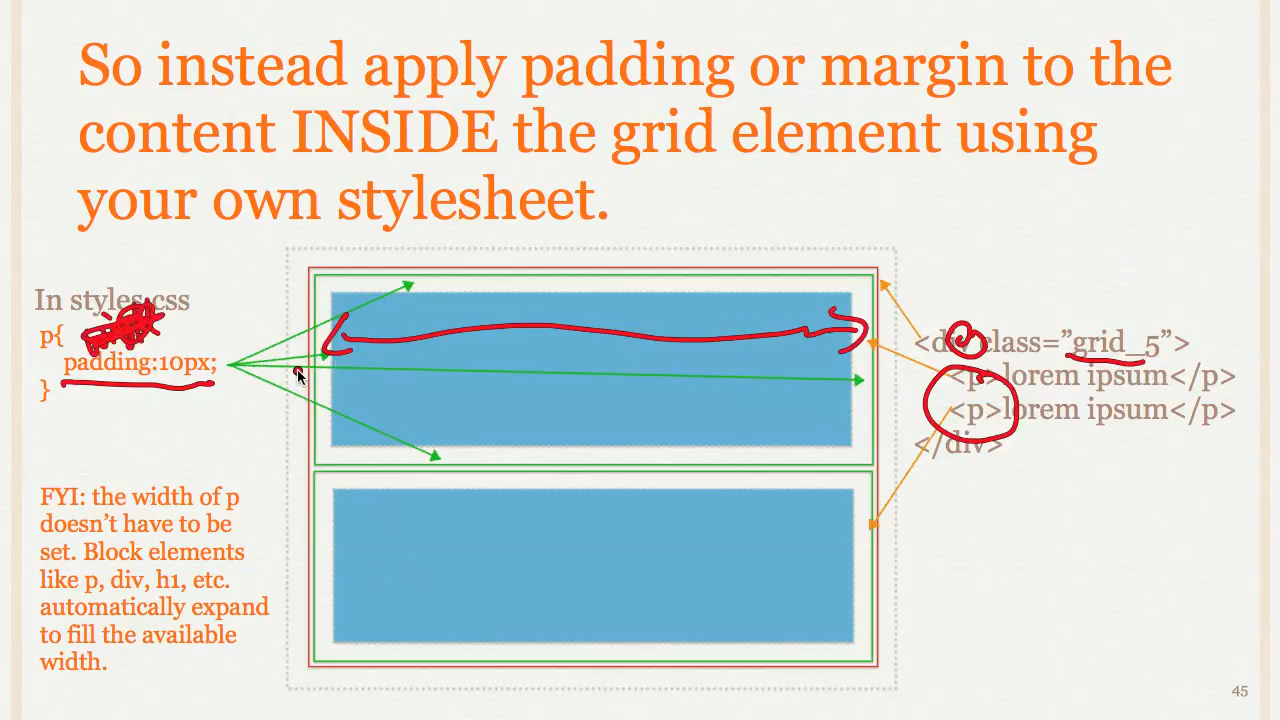 So instead apply padding or margin to the
content INSIDE the grid element using
your own stylesheet.
In styles.css
p{
padding:10px;
}
<div class=”grid_5”>
<p>lorem ipsum</p>
<p>lorem ipsum</p>
</div>
FYI: the width of p
doesn’t have to be
set. Block elements
like p, div, h1, etc.
automatically expand
to fill the available
width.
45